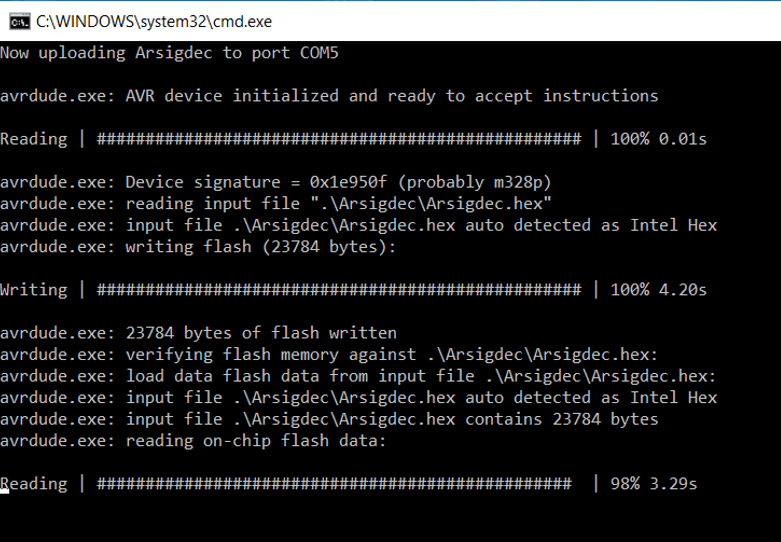 C:\WINDOWS\system32\cmd.exe
Now uploading Arsigdec to port COM5
avrdude.exe: AVR device initialized and ready to accept instructions
Reading | ################################################## | 100% 0.01s
avrdude.exe: Device signature = 0x1e950f (probably m328p)
avrdude.exe: reading input file ".\Arsigdec\Arsigdec.hex"
avrdude.exe: input file .\Arsigdec\Arsigdec.hex auto detected as Intel Hex
avrdude.exe: writing flash (23784 bytes):
Writing | ################################################## | 100% 4.20s
avrdude.exe: 23784 bytes of flash written
avrdude.exe: verifying flash memory against .\Arsigdec\Arsigdec.hex:
avrdude.exe: load data flash data from input file .\Arsigdec\Arsigdec.hex:
avrdude.exe: input file .\Arsigdec\Arsigdec.hex auto detected as Intel Hex
avrdude.exe: input file .\Arsigdec\Arsigdec.hex contains 23784 bytes
avrdude.exe: reading on-chip flash data:
Reading | #################################################  | 98% 3.29s